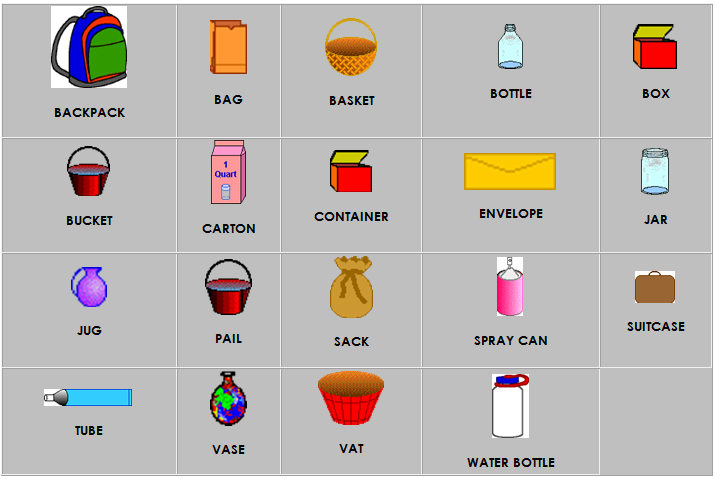 BACKPACK
BAG
BASKET
BOTTLE
BOX
BUCKET
1
Quart
CARTON
CONTAINER
ENVELOPE
JAR
JUG
PAIL
SACK
SPRAY CAN
SUITCASE
TUBE
VASE
VAT
WATER BOTTLE